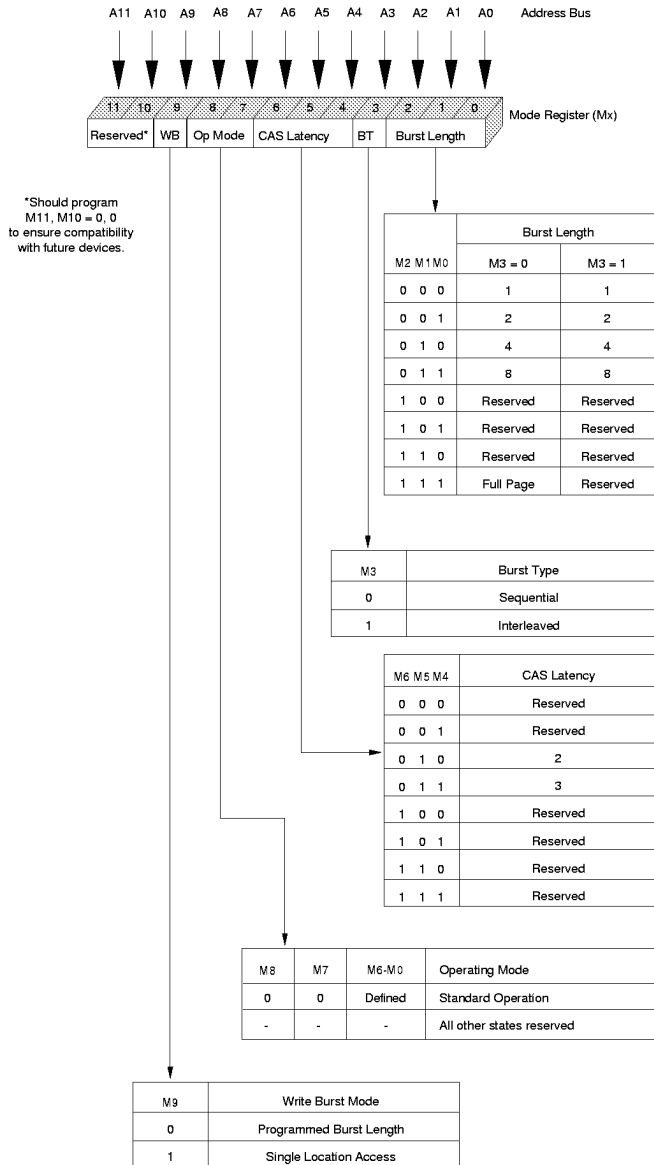 A11 A10 A9 A8 A7 A6 A5 A4 A3 A2 A1 A0 Address Bus
11 10 9 8 7 6 5 4 3 2 1 0 Mode Register (Mx)
Reserved* WB Op Mode CAS Latency BT Burst Length
*Should program
M11, M10 = 0, 0
to ensure compatibility
with future devices.
Burst Length
M2 M1 M0 M3 = 0 M3 = 1
0 0 0 1 1
0 0 1 2 2
0 1 0 4 4
0 1 1 8 8
1 0 0 Reserved Reserved
1 0 1 Reserved Reserved
1 1 0 Reserved Reserved
1 1 1 Full Page Reserved
M3 Burst Type
0 Sequential
1 Interleaved
M6 M5 M4 CAS Latency
0 0 0 Reserved
0 0 1 Reserved
0 1 0 2
0 1 1 3
1 0 0 Reserved
1 0 1 Reserved
1 1 0 Reserved
1 1 1 Reserved
M8 M7 M6-M0 Operating Mode
0 0 Defined Standard Operation
- - - All other states reserved
M9 Write Burst Mode
0 Programmed Burst Length
1 Single Location Access